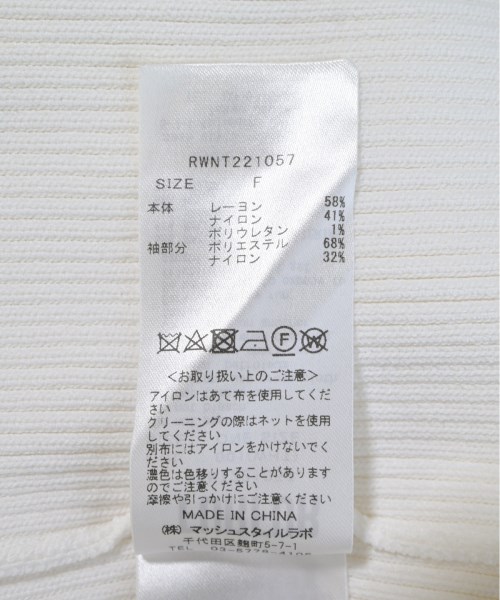 RWNT221057
SIZE F
本体 レーヨン 58%
ナイロン 41%
ポリウレタン 1%
袖部分 ポリエステル 68%
ナイロン 32%
F W
<お取り扱い上のご注意>
アイロンはあて布を使用してくだ
さい
クリーニングの際はネットを使用
してください
別布にはアイロンをかけないでく
ださい
濃色は色移りすることがあります
のでご注意ください
摩擦や引っかけにご注意ください
MADE IN CHINA
(株) マッシュスタイルラボ
千代田区麹町5-7-1
TEL